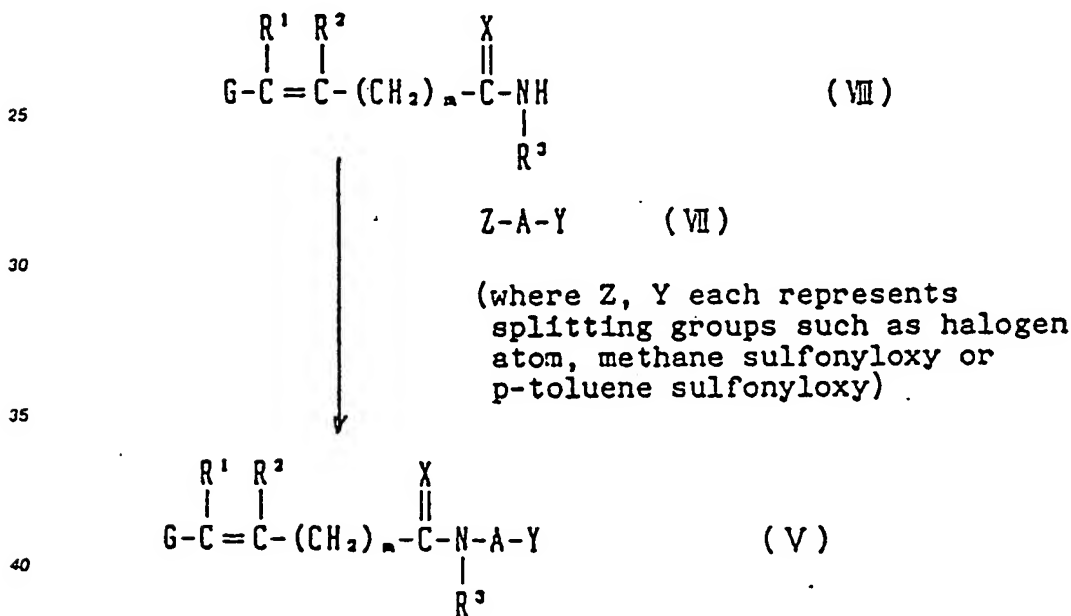 R¹ R² X
G-C=C-(CH₂)ₘ-C-NH (Ⅷ)
25
R³
Z-A-Y (Ⅶ)
30
(where Z, Y each represents
splitting groups such as halogen
atom, methane sulfonyloxy or
p-toluene sulfonyloxy)
35
R¹ R² X
G-C=C-(CH₂)ₘ-C-N-A-Y (Ⅴ)
40
R³